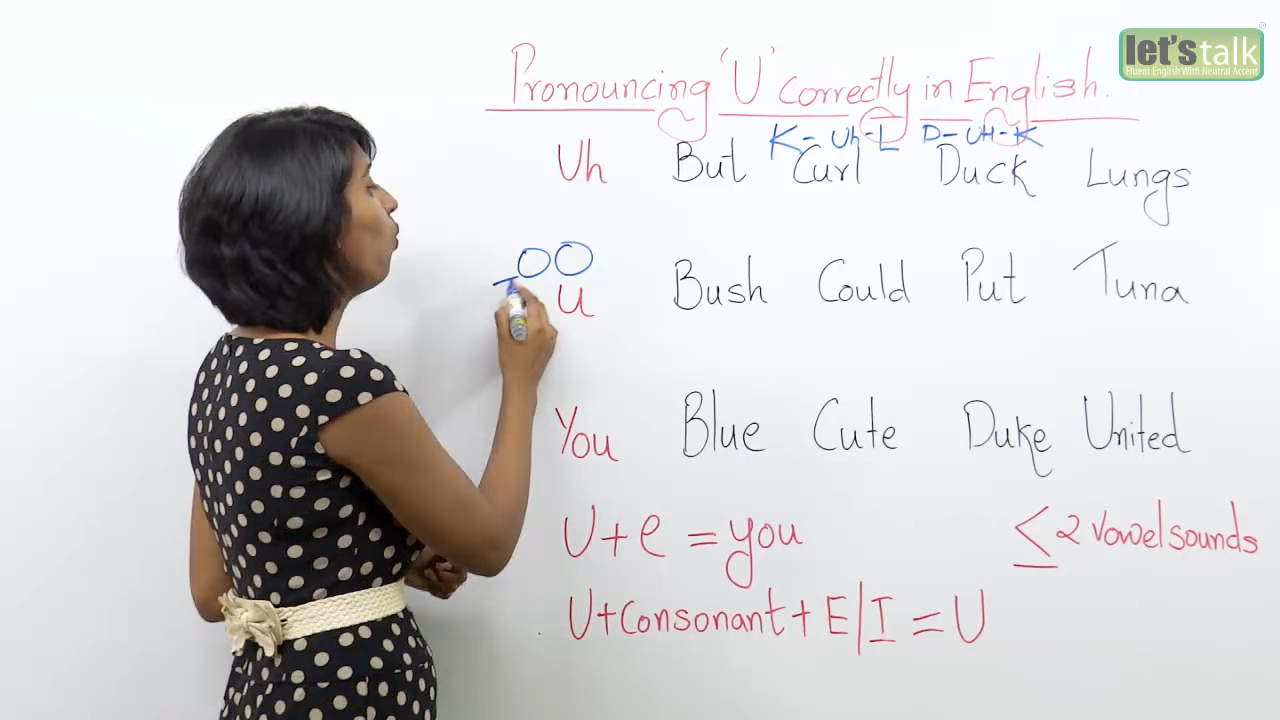 let's talk
Fluent English With Neutral Accent
Pronouncing 'U' correctly in English.
K- Uh-L D- UH-K
Uh But Curl Duck Lungs
TOO
U Bush Could Put Tuna
You Blue Cute Duke United
U+e = you
≤ 2 vowel sounds
U+Consonant+ E/I = U